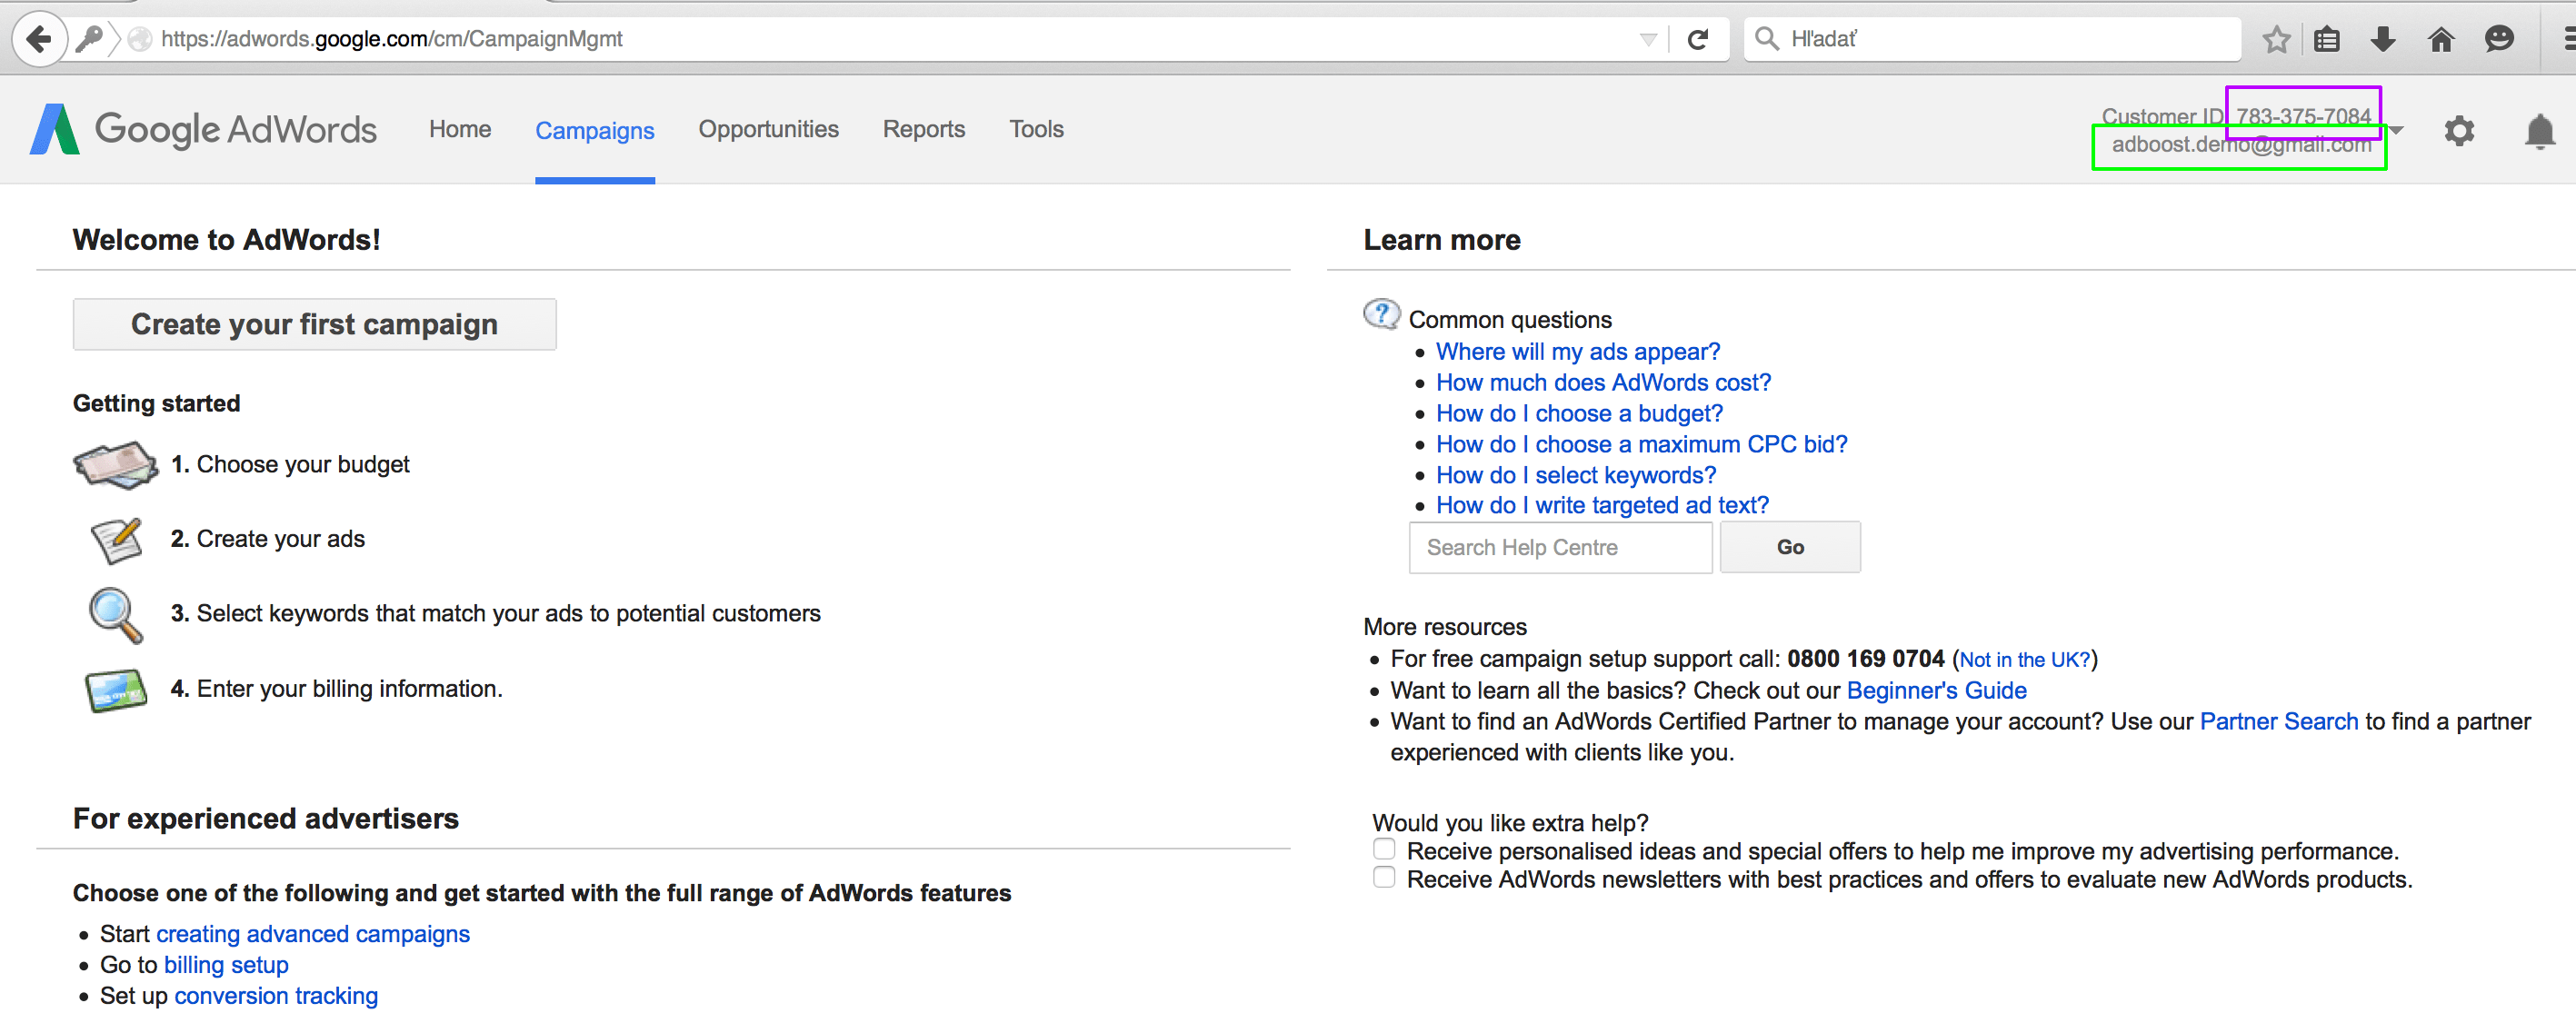 https://adwords.google.com/cm/CampaignMgmt
Hľadať
Google AdWords
Home
Campaigns
Opportunities
Reports
Tools
Customer ID 783-375-7084
adboost.demo@gmail.com
Welcome to AdWords!
Create your first campaign
Getting started
1. Choose your budget
2. Create your ads
3. Select keywords that match your ads to potential customers
4. Enter your billing information.
For experienced advertisers
Choose one of the following and get started with the full range of AdWords features
Start creating advanced campaigns
Go to billing setup
Set up conversion tracking
Learn more
Common questions
Where will my ads appear?
How much does AdWords cost?
How do I choose a budget?
How do I choose a maximum CPC bid?
How do I select keywords?
How do I write targeted ad text?
Search Help Centre
Go
More resources
For free campaign setup support call: 0800 169 0704 (Not in the UK?)
Want to learn all the basics? Check out our Beginner's Guide
Want to find an AdWords Certified Partner to manage your account? Use our Partner Search to find a partner
experienced with clients like you.
Would you like extra help?
Receive personalised ideas and special offers to help me improve my advertising performance.
Receive AdWords newsletters with best practices and offers to evaluate new AdWords products.